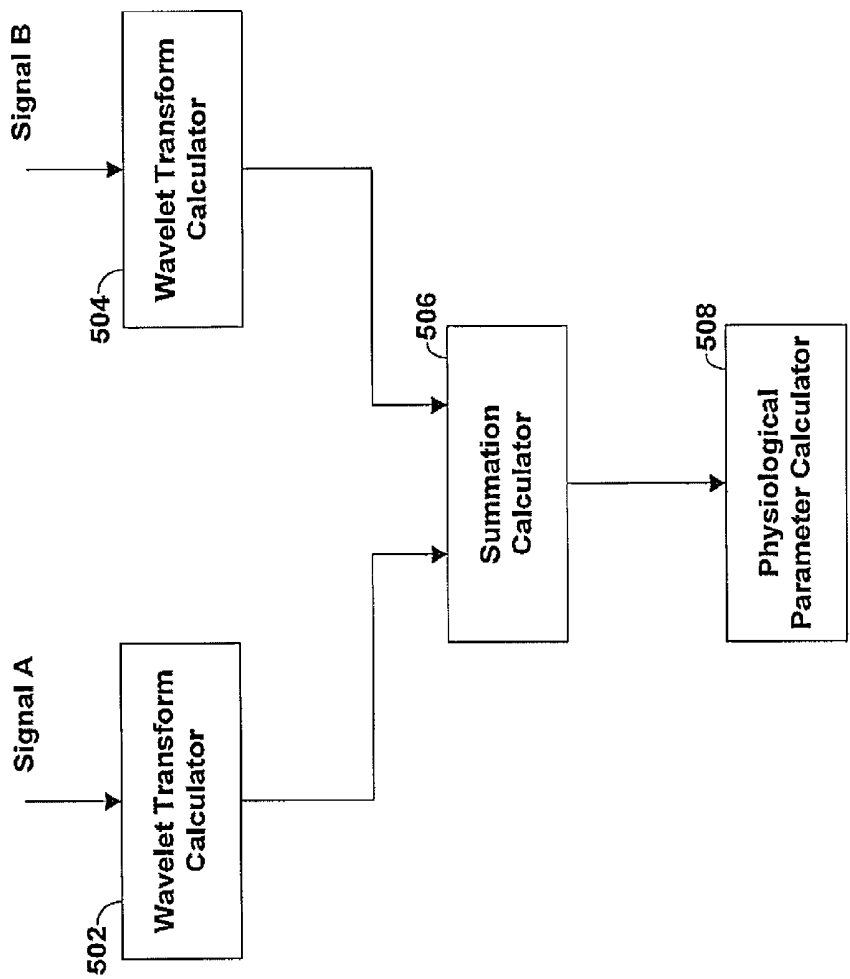 Signal A
502
Wavelet Transform
Calculator
Signal B
504
Wavelet Transform
Calculator
506
Summation
Calculator
508
Physiological
Parameter Calculator